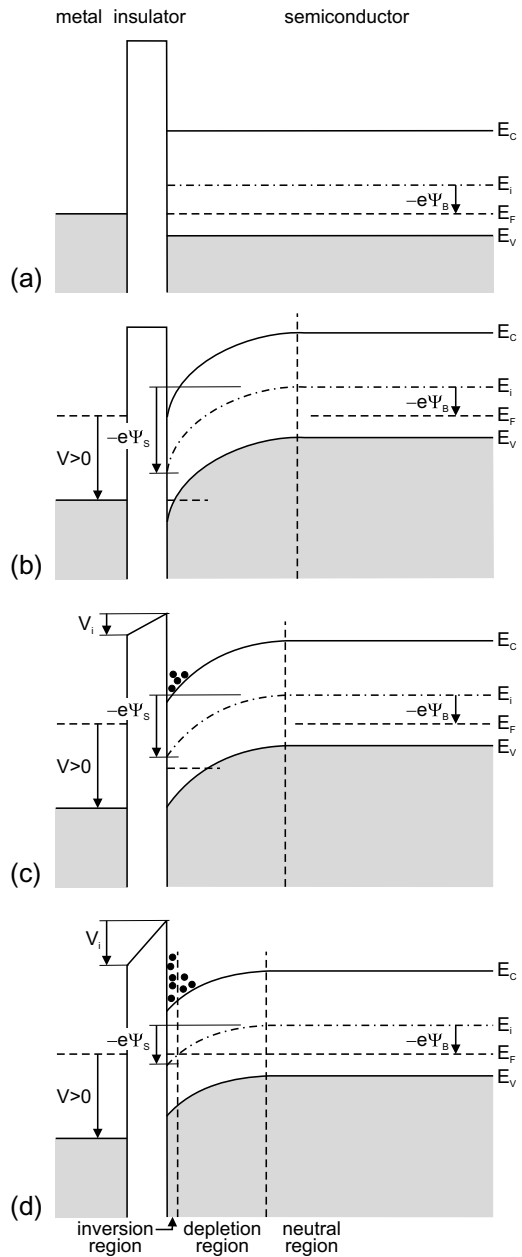 metal insulator semiconductor
E_C
E_i
−eΨ_B
E_F
E_V
(a)
E_C
E_i
−eΨ_B
−eΨ_S
E_F
V>0
E_V
(b)
V_i
E_C
E_i
−eΨ_S
−eΨ_B
E_F
V>0
E_V
(c)
V_i
E_C
E_i
−eΨ_S
−eΨ_B
E_F
V>0
E_V
(d)
inversion region
depletion region
neutral region